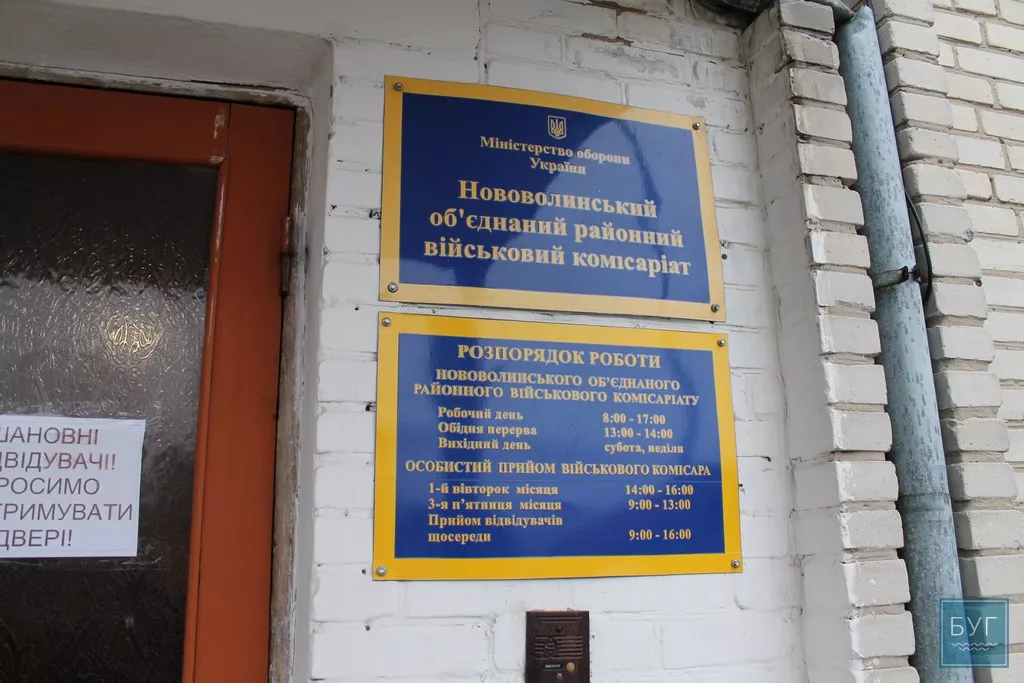 Міністерство оборони
України
Нововолинський
об'єднаний районний
військовий комісаріат
РОЗПОРЯДОК РОБОТИ
НОВОВОЛИНСЬКОГО ОБ'ЄДНАНОГО
РАЙОННОГО ВІЙСЬКОВОГО КОМІСАРІАТУ
Робочий день 8:00 - 17:00
Обідня перерва 13:00 - 14:00
Вихідний день субота, неділя
ОСОБИСТИЙ ПРИЙОМ ВІЙСЬКОВОГО КОМІСАРА
1-й вівторок місяця 14:00 - 16:00
3-я п'ятниця місяця 9:00 - 13:00
Прийом відвідувачів
щосереди 9:00 - 16:00
ШАНОВНІ
ДВІДУВАЧІ!
РОСИМО
ТРИМУВАТИ
ДВЕРІ!
БУГ